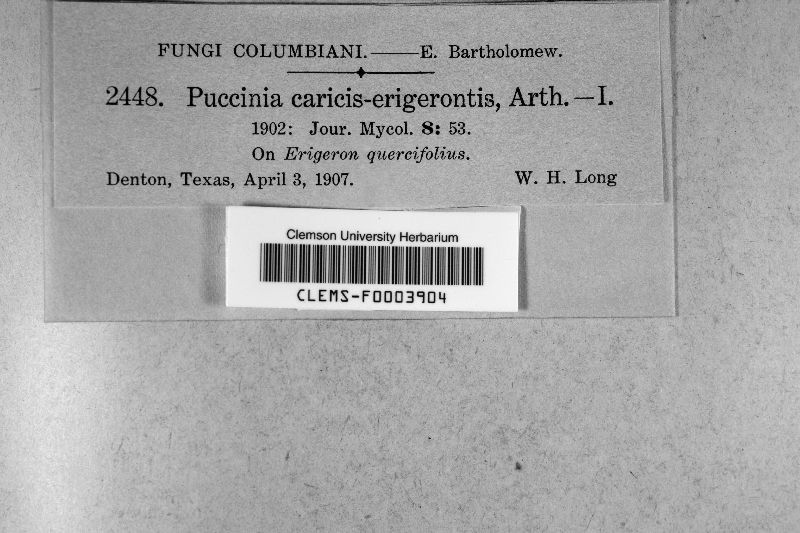 FUNGI COLUMBIANI.——E. Bartholomew.
2448. Puccinia caricis-erigerontis, Arth.—I.
1902: Jour. Mycol. 8: 53.
On Erigeron quercifolius.
Denton, Texas, April 3, 1907. W. H. Long
Clemson University Herbarium
CLEMS-F0003904